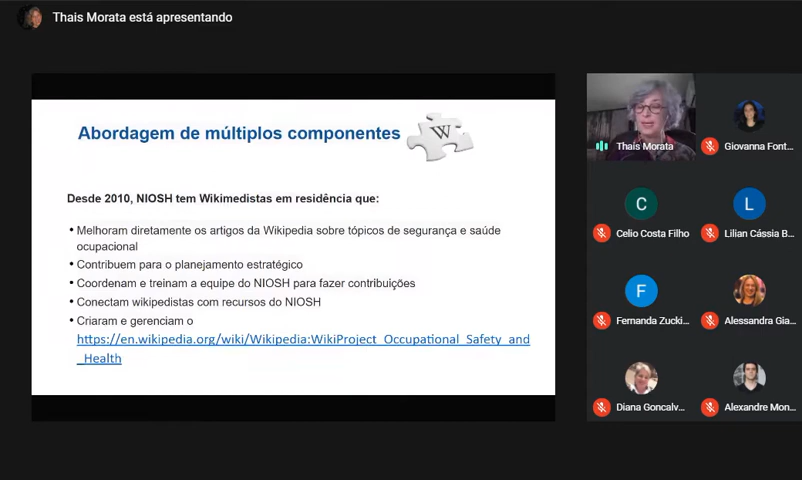 Thais Morata está apresentando
Abordagem de múltiplos componentes
W
Desde 2010, NIOSH tem Wikimedistas em residência que:
• Melhoram diretamente os artigos da Wikipedia sobre tópicos de segurança e saúde
ocupacional
• Contribuem para o planejamento estratégico
• Coordenam e treinam a equipe do NIOSH para fazer contribuições
• Conectam wikipedistas com recursos do NIOSH
• Criaram e gerenciam o
https://en.wikipedia.org/wiki/Wikipedia:WikiProject_Occupational_Safety_and
_Health
Thais Morata
Giovanna Font...
C
L
Celio Costa Filho
Lilian Cássia B...
F
Fernanda Zucki...
Alessandra Gia...
Diana Goncalv...
Alexandre Mon...